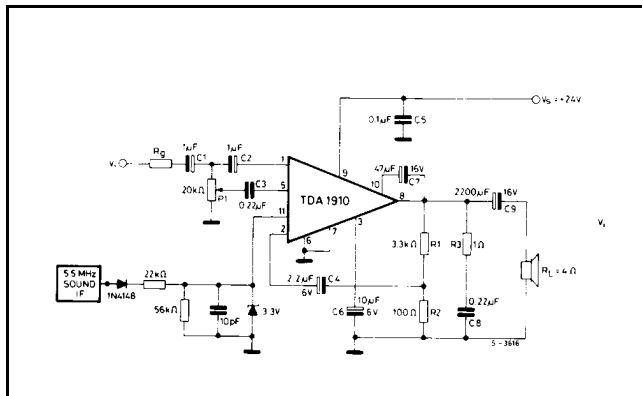 Vs = +24V
0.1µF C5
Rg
1µF
C1
1µF
C2
1
9
47µF 16V
C7
10
8
2200µF 16V
C9
V.
20kΩ
P1
C3
0.22µF
5
TDA 1910
11
2
6
7
3
3.3kΩ R1
R3 1Ω
Vs
RL = 4Ω
5.5 MHz
SOUND
IF
1N4148
22kΩ
56kΩ
10pF
3.3V
2.2µF C4
6V
10µF
C6 6V
100Ω R2
0.22µF
C8
S-3616